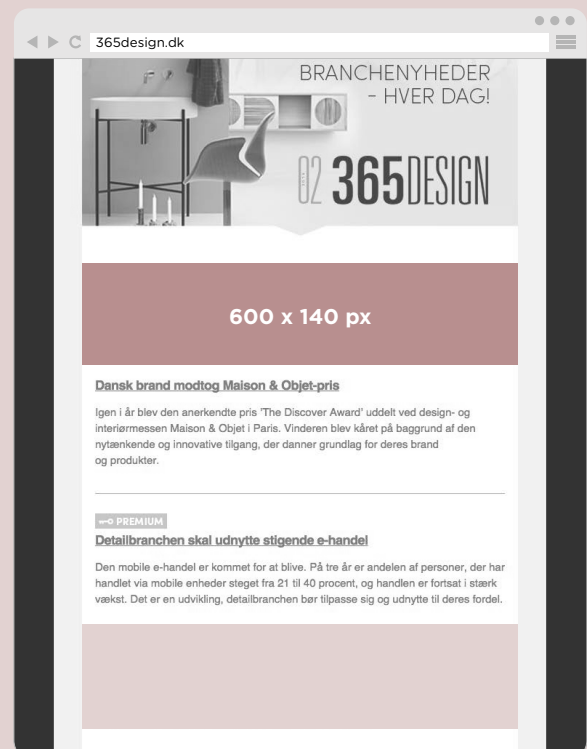 365design.dk
BRANCHENYHEDER
– HVER DAG!
02 365DESIGN
600 x 140 px
Dansk brand modtog Maison & Objet-pris
Igen i år blev den anerkendte pris 'The Discover Award' uddelt ved design- og
interiørmessen Maison & Objet i Paris. Vinderen blev kåret på baggrund af den
nytænkende og innovative tilgang, der danner grundlag for deres brand
og produkter.
PREMIUM
Detailbranchen skal udnytte stigende e-handel
Den mobile e-handel er kommet for at blive. På tre år er andelen af personer, der har
handlet via mobile enheder steget fra 21 til 40 procent, og handlen er fortsat i stærk
vækst. Det er en udvikling, detailbranchen bør tilpasse sig og udnytte til deres fordel.